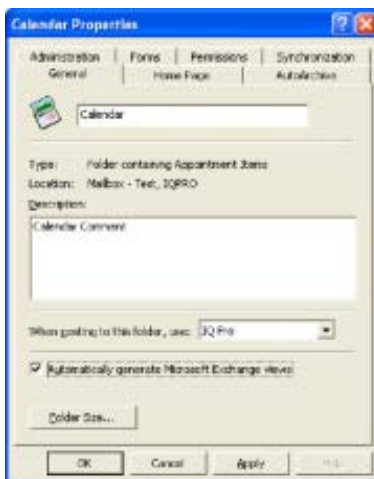 Calendar Properties
Administration Forms Permissions Synchronization
General Home Page AutoArchive
Calendar
Type: Folder containing Appointment Items
Location: Mailbox - Test, IQPRO
Description:
Calendar Comment
When posting to this folder, use: IQ Pro
Automatically generate Microsoft Exchange views
Folder Size...
OK Cancel Apply Help